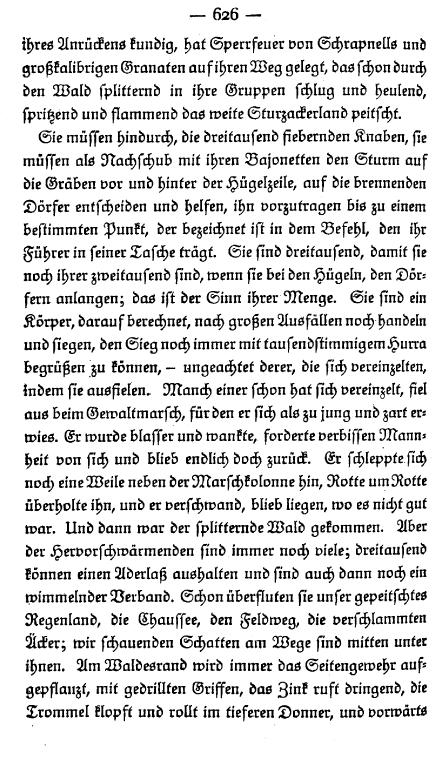 — 626 —
ihres Anrückens kundig, hat Sperrfeuer von Schrapnells und
großkalibrigen Granaten auf ihren Weg gelegt, das schon durch
den Wald splitternd in ihre Gruppen schlug und heulend,
spritzend und flammend das weite Sturzackerland peitscht.
Sie müssen hindurch, die dreitausend fiebernden Knaben, sie
müssen als Nachschub mit ihren Bajonetten den Sturm auf
die Gräben vor und hinter der Hügelzeile, auf die brennenden
Dörfer entscheiden und helfen, ihn vorzutragen bis zu einem
bestimmten Punkt, der bezeichnet ist in dem Befehl, den ihr
Führer in seiner Tasche trägt. Sie sind dreitausend, damit sie
noch ihrer zweitausend sind, wenn sie bei den Hügeln, den Dör-
fern anlangen; das ist der Sinn ihrer Menge. Sie sind ein
Körper, darauf berechnet, nach großen Ausfällen noch handeln
und siegen, den Sieg noch immer mit tausendstimmigem Hurra
begrüßen zu können, – ungeachtet derer, die sich vereinzelten,
indem sie ausfielen. Manch einer schon hat sich vereinzelt, fiel
aus beim Gewaltmarsch, für den er sich als zu jung und zart er-
wies. Er wurde blasser und wankte, forderte verbissen Mann-
heit von sich und blieb endlich doch zurück. Er schleppte sich
noch eine Weile neben der Marschkolonne hin, Rotte um Rotte
überholte ihn, und er verschwand, blieb liegen, wo es nicht gut
war. Und dann war der splitternde Wald gekommen. Aber
der Hervorschwärmenden sind immer noch viele; dreitausend
können einen Aderlaß aushalten und sind auch dann noch ein
wimmelnder Verband. Schon überfluten sie unser gepeitschtes
Regenland, die Chaussee, den Feldweg, die verschlammten
Äcker; wir schauenden Schatten am Wege sind mitten unter
ihnen. Am Waldesrand wird immer das Seitengewehr auf-
gepflanzt, mit gedrillten Griffen, das Zink ruft dringend, die
Trommel klopft und rollt im tieferen Donner, und vorwärts